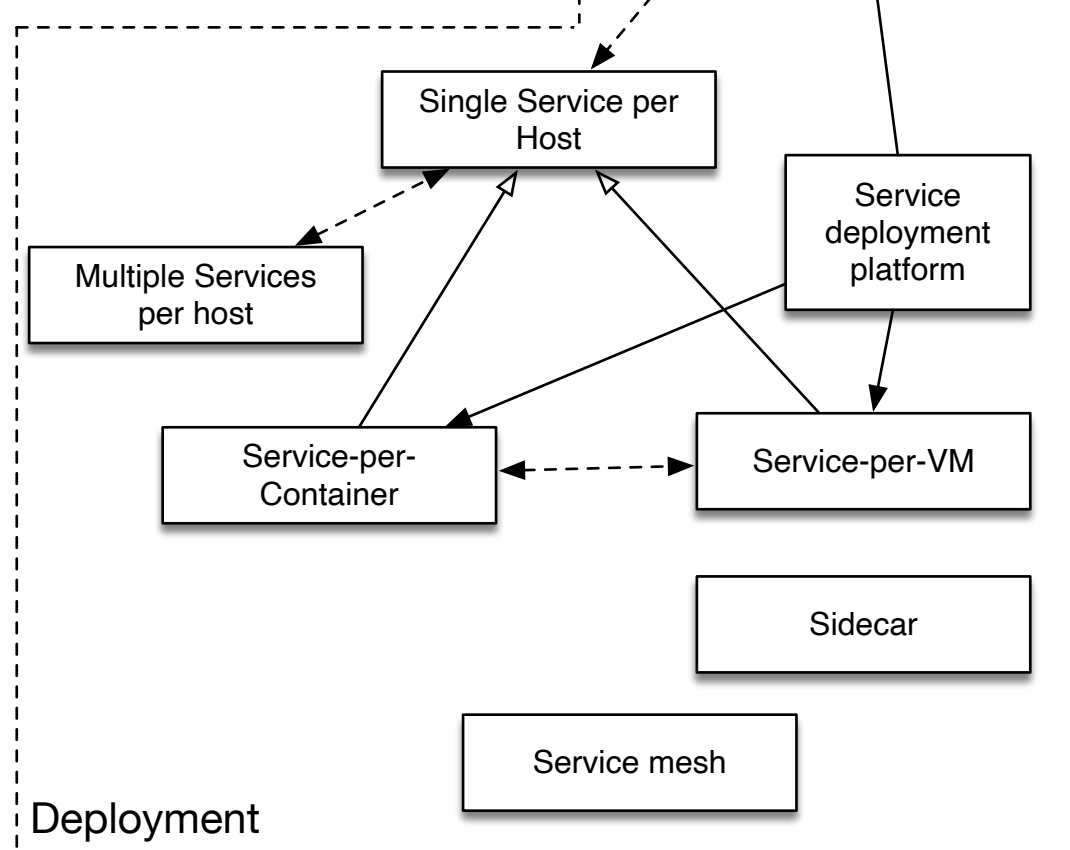 Single Service per
Host
Service
deployment
platform
Multiple Services
per host
Service-per-
Container
Service-per-VM
Sidecar
Service mesh
Deployment